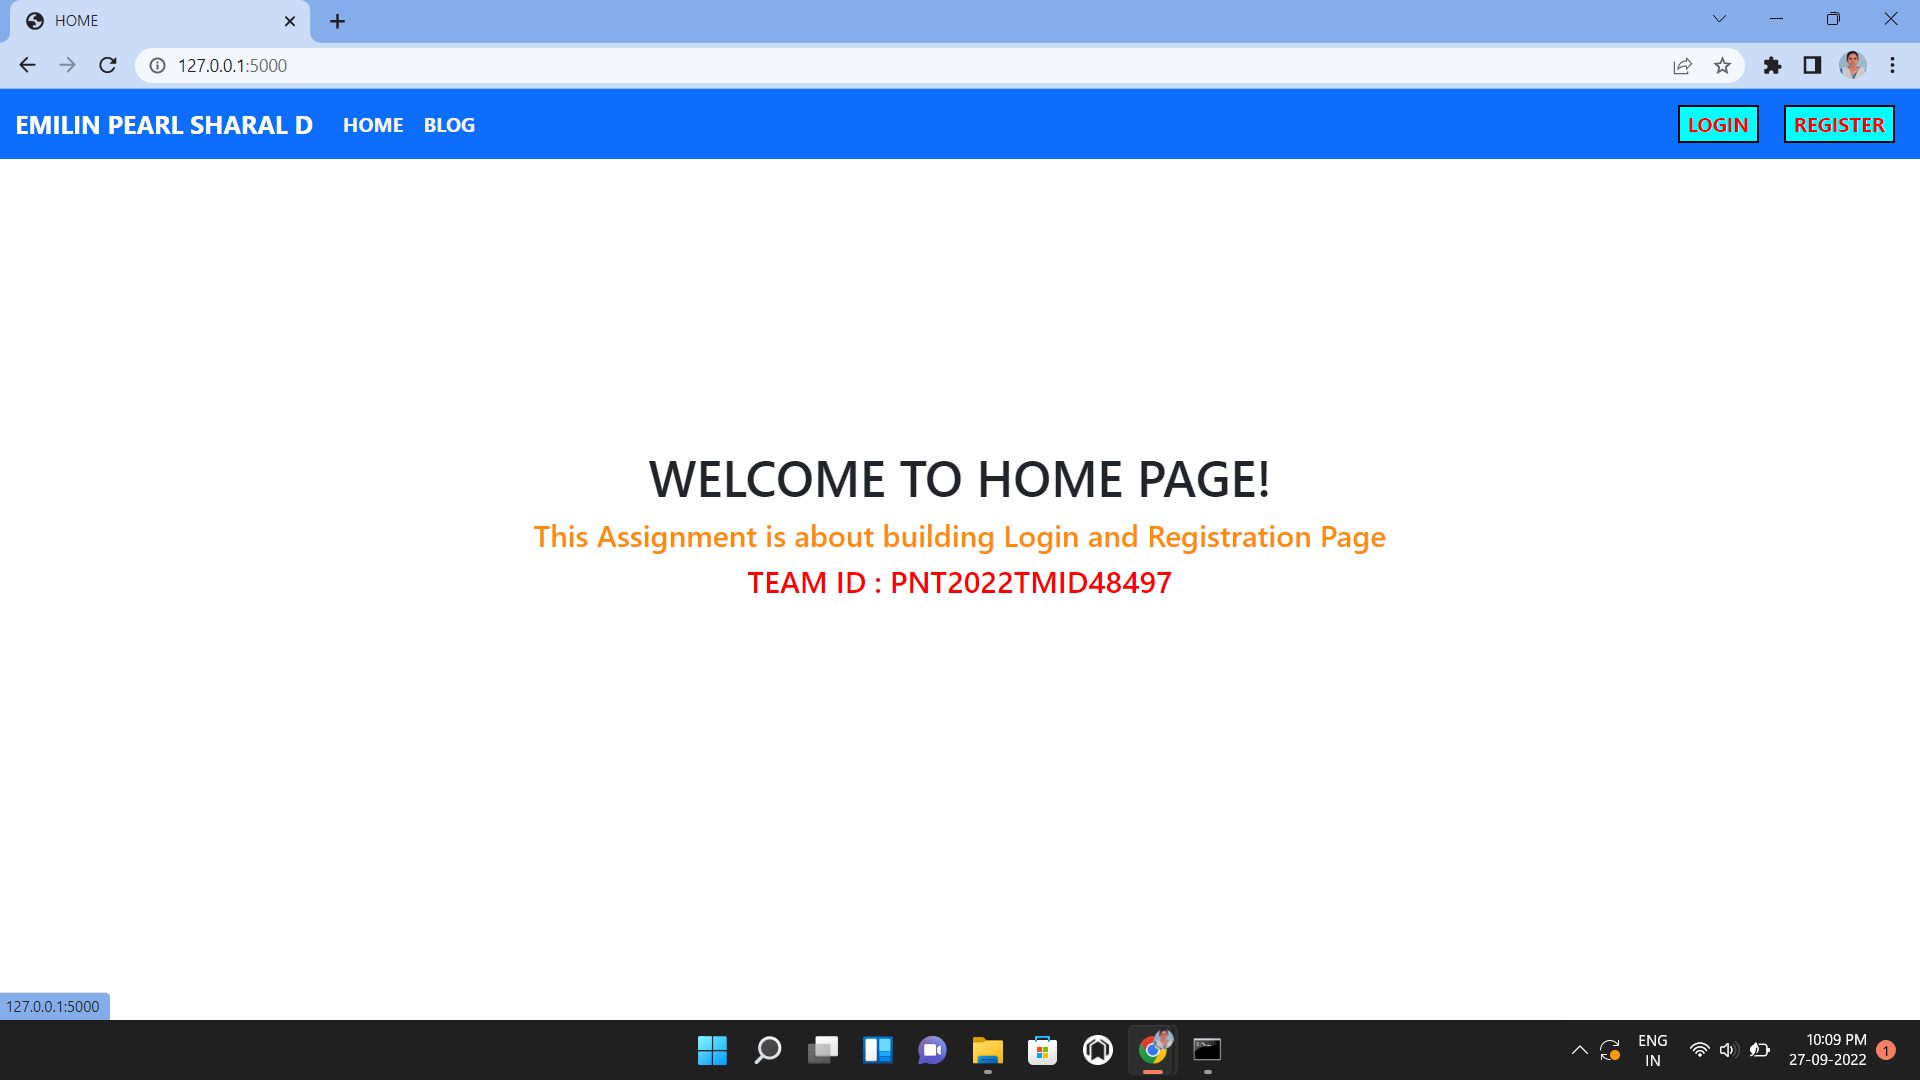 HOME
127.0.0.1:5000
EMILIN PEARL SHARAL D HOME BLOG LOGIN REGISTER
WELCOME TO HOME PAGE!
This Assignment is about building Login and Registration Page
TEAM ID : PNT2022TMID48497
127.0.0.1:5000
ENG
IN
10:09 PM
27-09-2022
1